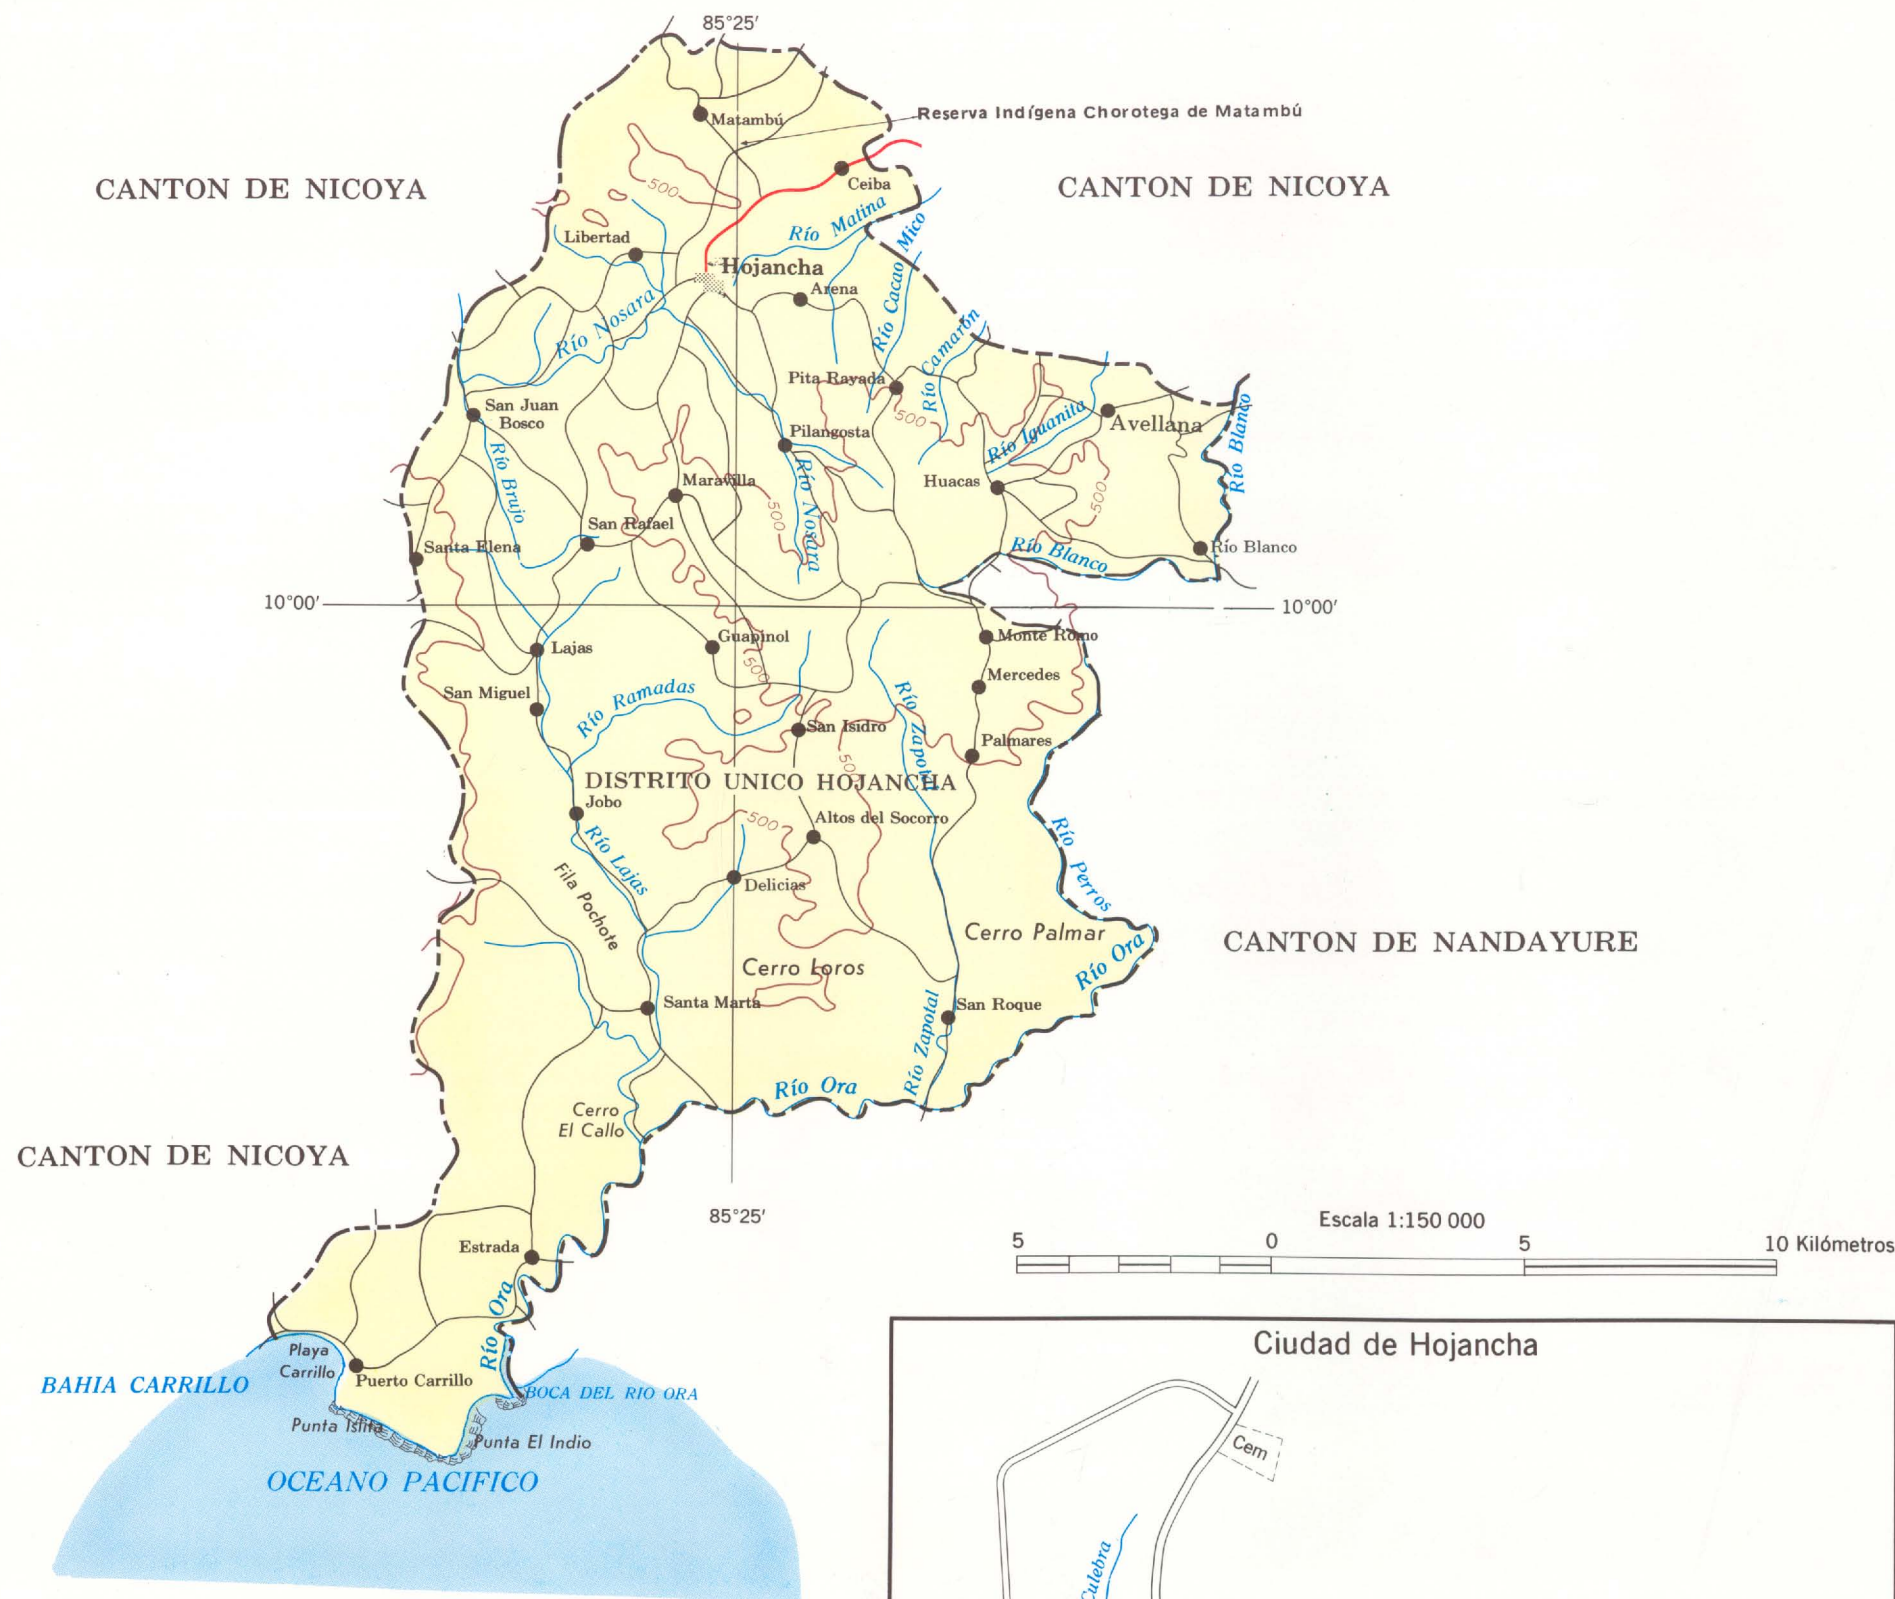 85°25′
Matambú
Reserva Indígena Chorotega de Matambú
CANTON DE NICOYA
500
Ceiba
CANTON DE NICOYA
Río Matina
Libertad
Río Cacao Mico
Hojancha
Arena
Río Nosara
Río Camarón
Pita Rayada
500
San Juan
Bosco
Río Iguanita
Avellana
Río Blanco
Pilangosta
Río Brujo
Maravilla
Río Nosara
Huacas
500
500
San Rafael
Santa Elena
Río Blanco
Río Blanco
10°00′
10°00′
Guapinol
Monte Romo
Lajas
500
Mercedes
San Miguel
Río Ramadas
Río Zapotal
San Isidro
Palmares
500
DISTRITO UNICO HOJANCHA
Jobo
500
Altos del Socorro
Río Lajas
Río Perros
Fila Pochote
Delicias
Cerro Palmar
Río Ora
CANTON DE NANDAYURE
Cerro Loros
Santa Marta
San Roque
Río Zapotal
Río Ora
Cerro
El Callo
CANTON DE NICOYA
85°25′
Escala 1:150 000
5 0 5 10 Kilómetros
Estrada
Río Ora
Ciudad de Hojancha
Playa
Carrillo
Puerto Carrillo
BAHIA CARRILLO
BOCA DEL RIO ORA
Punta Islita
Punta El Indio
Cem
OCEANO PACIFICO
Culebra